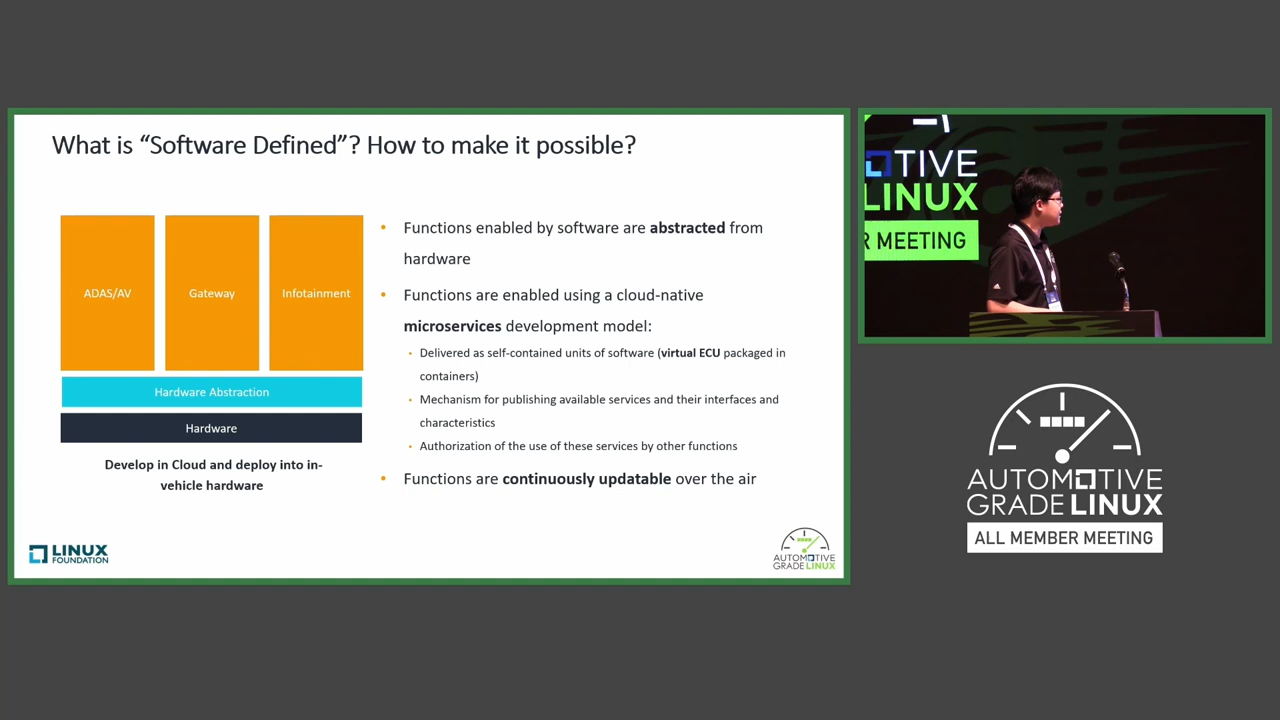 What is “Software Defined”? How to make it possible?
ADAS/AV
Gateway
Infotainment
Hardware Abstraction
Hardware
Develop in Cloud and deploy into in-
vehicle hardware
• Functions enabled by software are abstracted from
hardware
• Functions are enabled using a cloud-native
microservices development model:
• Delivered as self-contained units of software (virtual ECU packaged in
containers)
• Mechanism for publishing available services and their interfaces and
characteristics
• Authorization of the use of these services by other functions
• Functions are continuously updatable over the air
LINUX
FOUNDATION
AUTOMOTIVE
GRADE LINUX
OTIVE
LINUX
R MEETING
AUTOMOTIVE
GRADE LINUX
ALL MEMBER MEETING